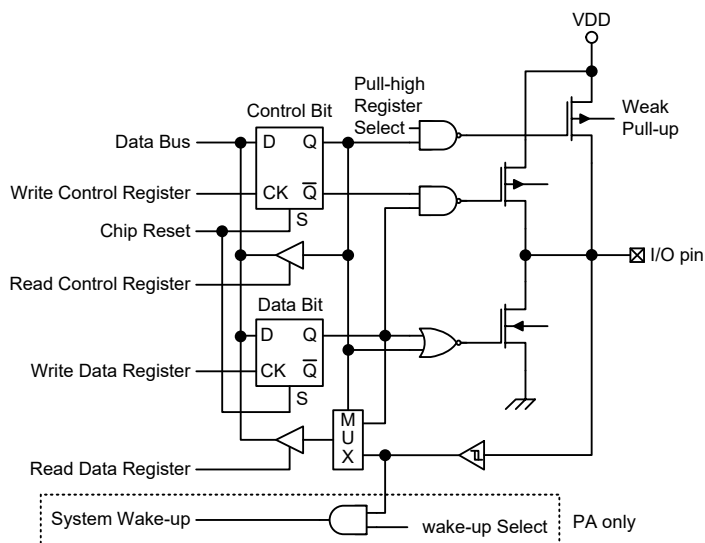 VDD
Pull-high
Register
Select
Weak
Pull-up
Control Bit
Data Bus
D
Q
Write Control Register
CK
Q̅
S
Chip Reset
I/O pin
Read Control Register
Data Bit
D
Q
Write Data Register
CK
Q̅
S
M
U
X
Read Data Register
System Wake-up
wake-up Select
PA only